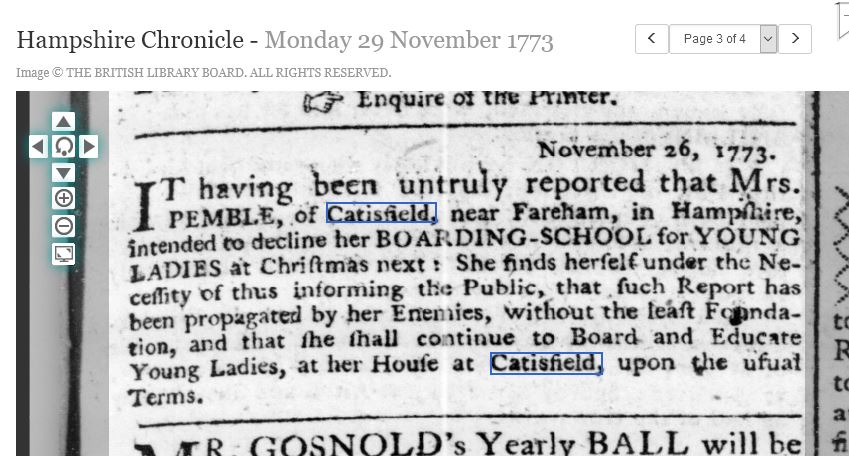 Hampshire Chronicle - Monday 29 November 1773
Page 3 of 4
Image © THE BRITISH LIBRARY BOARD. ALL RIGHTS RESERVED.
Enquire of the Printer.
November 26, 1773.
IT having been untruly reported that Mrs.
PEMBLE, of Catisfield, near Fareham, in Hampſhire,
intended to decline her BOARDING-SCHOOL for YOUNG
LADIES at Chriſtmas next : She finds herſelf under the Ne-
ceſſity of thus informing the Public, that ſuch Report has
been propagated by her Enemies, without the leaſt Founda-
tion, and that ſhe ſhall continue to Board and Educate
Young Ladies, at her Houſe at Catisfield, upon the uſual
Terms.
MR. GOSNOLD's Yearly BALL will be